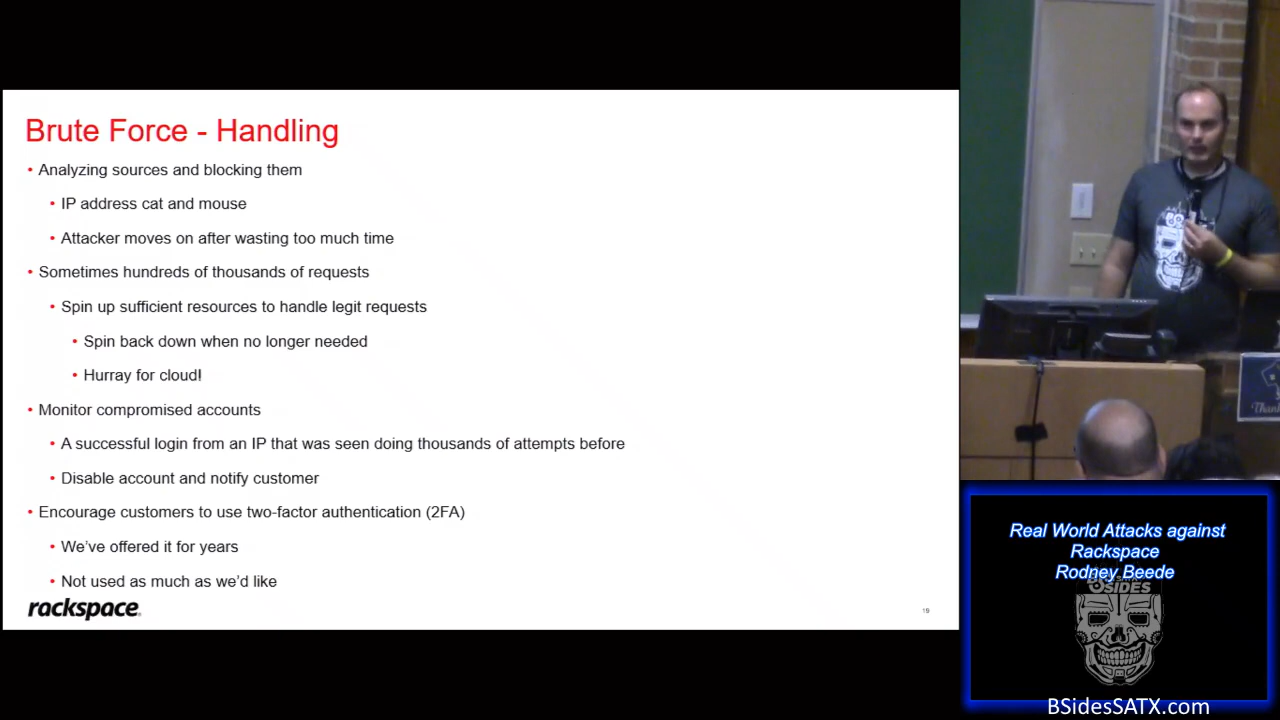 Brute Force - Handling
• Analyzing sources and blocking them
• IP address cat and mouse
• Attacker moves on after wasting too much time
• Sometimes hundreds of thousands of requests
• Spin up sufficient resources to handle legit requests
• Spin back down when no longer needed
• Hurray for cloud!
• Monitor compromised accounts
• A successful login from an IP that was seen doing thousands of attempts before
• Disable account and notify customer
• Encourage customers to use two-factor authentication (2FA)
• We've offered it for years
• Not used as much as we'd like
rackspace
19
Real World Attacks against
Rackspace
Rodney Beede
BSIDES
BSidesSATX.com